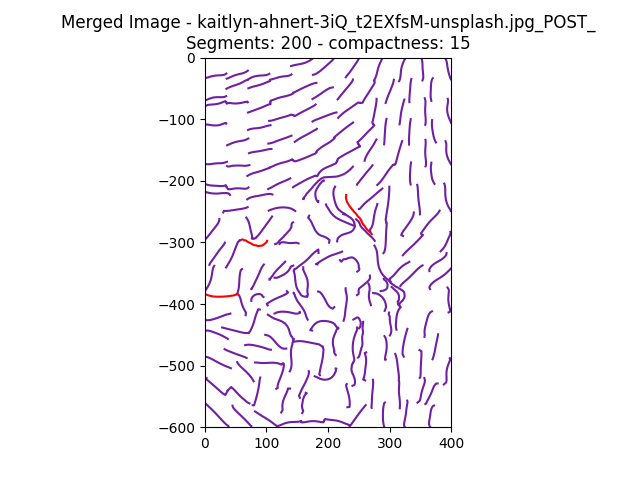 Merged Image - kaitlyn-ahnert-3iQ_t2EXfsM-unsplash.jpg_POST_
Segments: 200 - compactness: 15
0
−100
−200
−300
−400
−500
−600
0 100 200 300 400